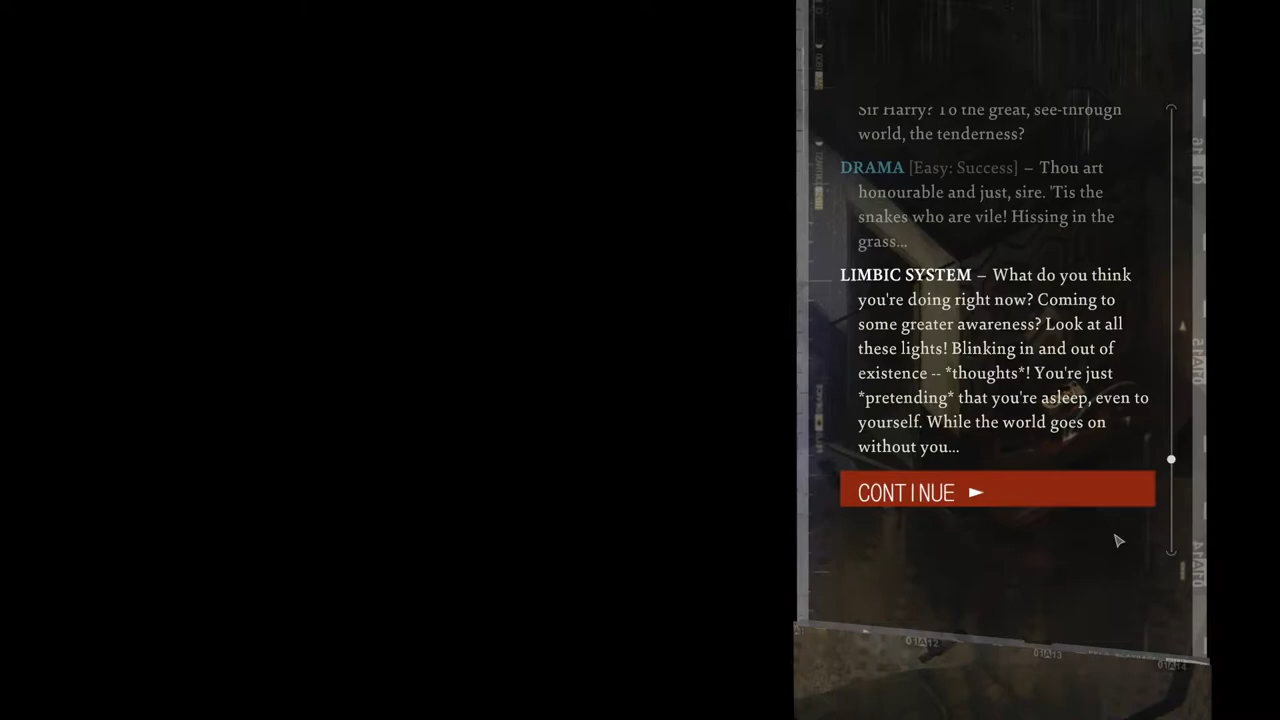 Sir Harry? To the great, see-through
world, the tenderness?
DRAMA [Easy: Success] – Thou art
honourable and just, sire. 'Tis the
snakes who are vile! Hissing in the
grass...
LIMBIC SYSTEM – What do you think
you're doing right now? Coming to
some greater awareness? Look at all
these lights! Blinking in and out of
existence -- *thoughts*! You're just
*pretending* that you're asleep, even to
yourself. While the world goes on
without you...
CONTINUE ►
01A12
01A13
01A14